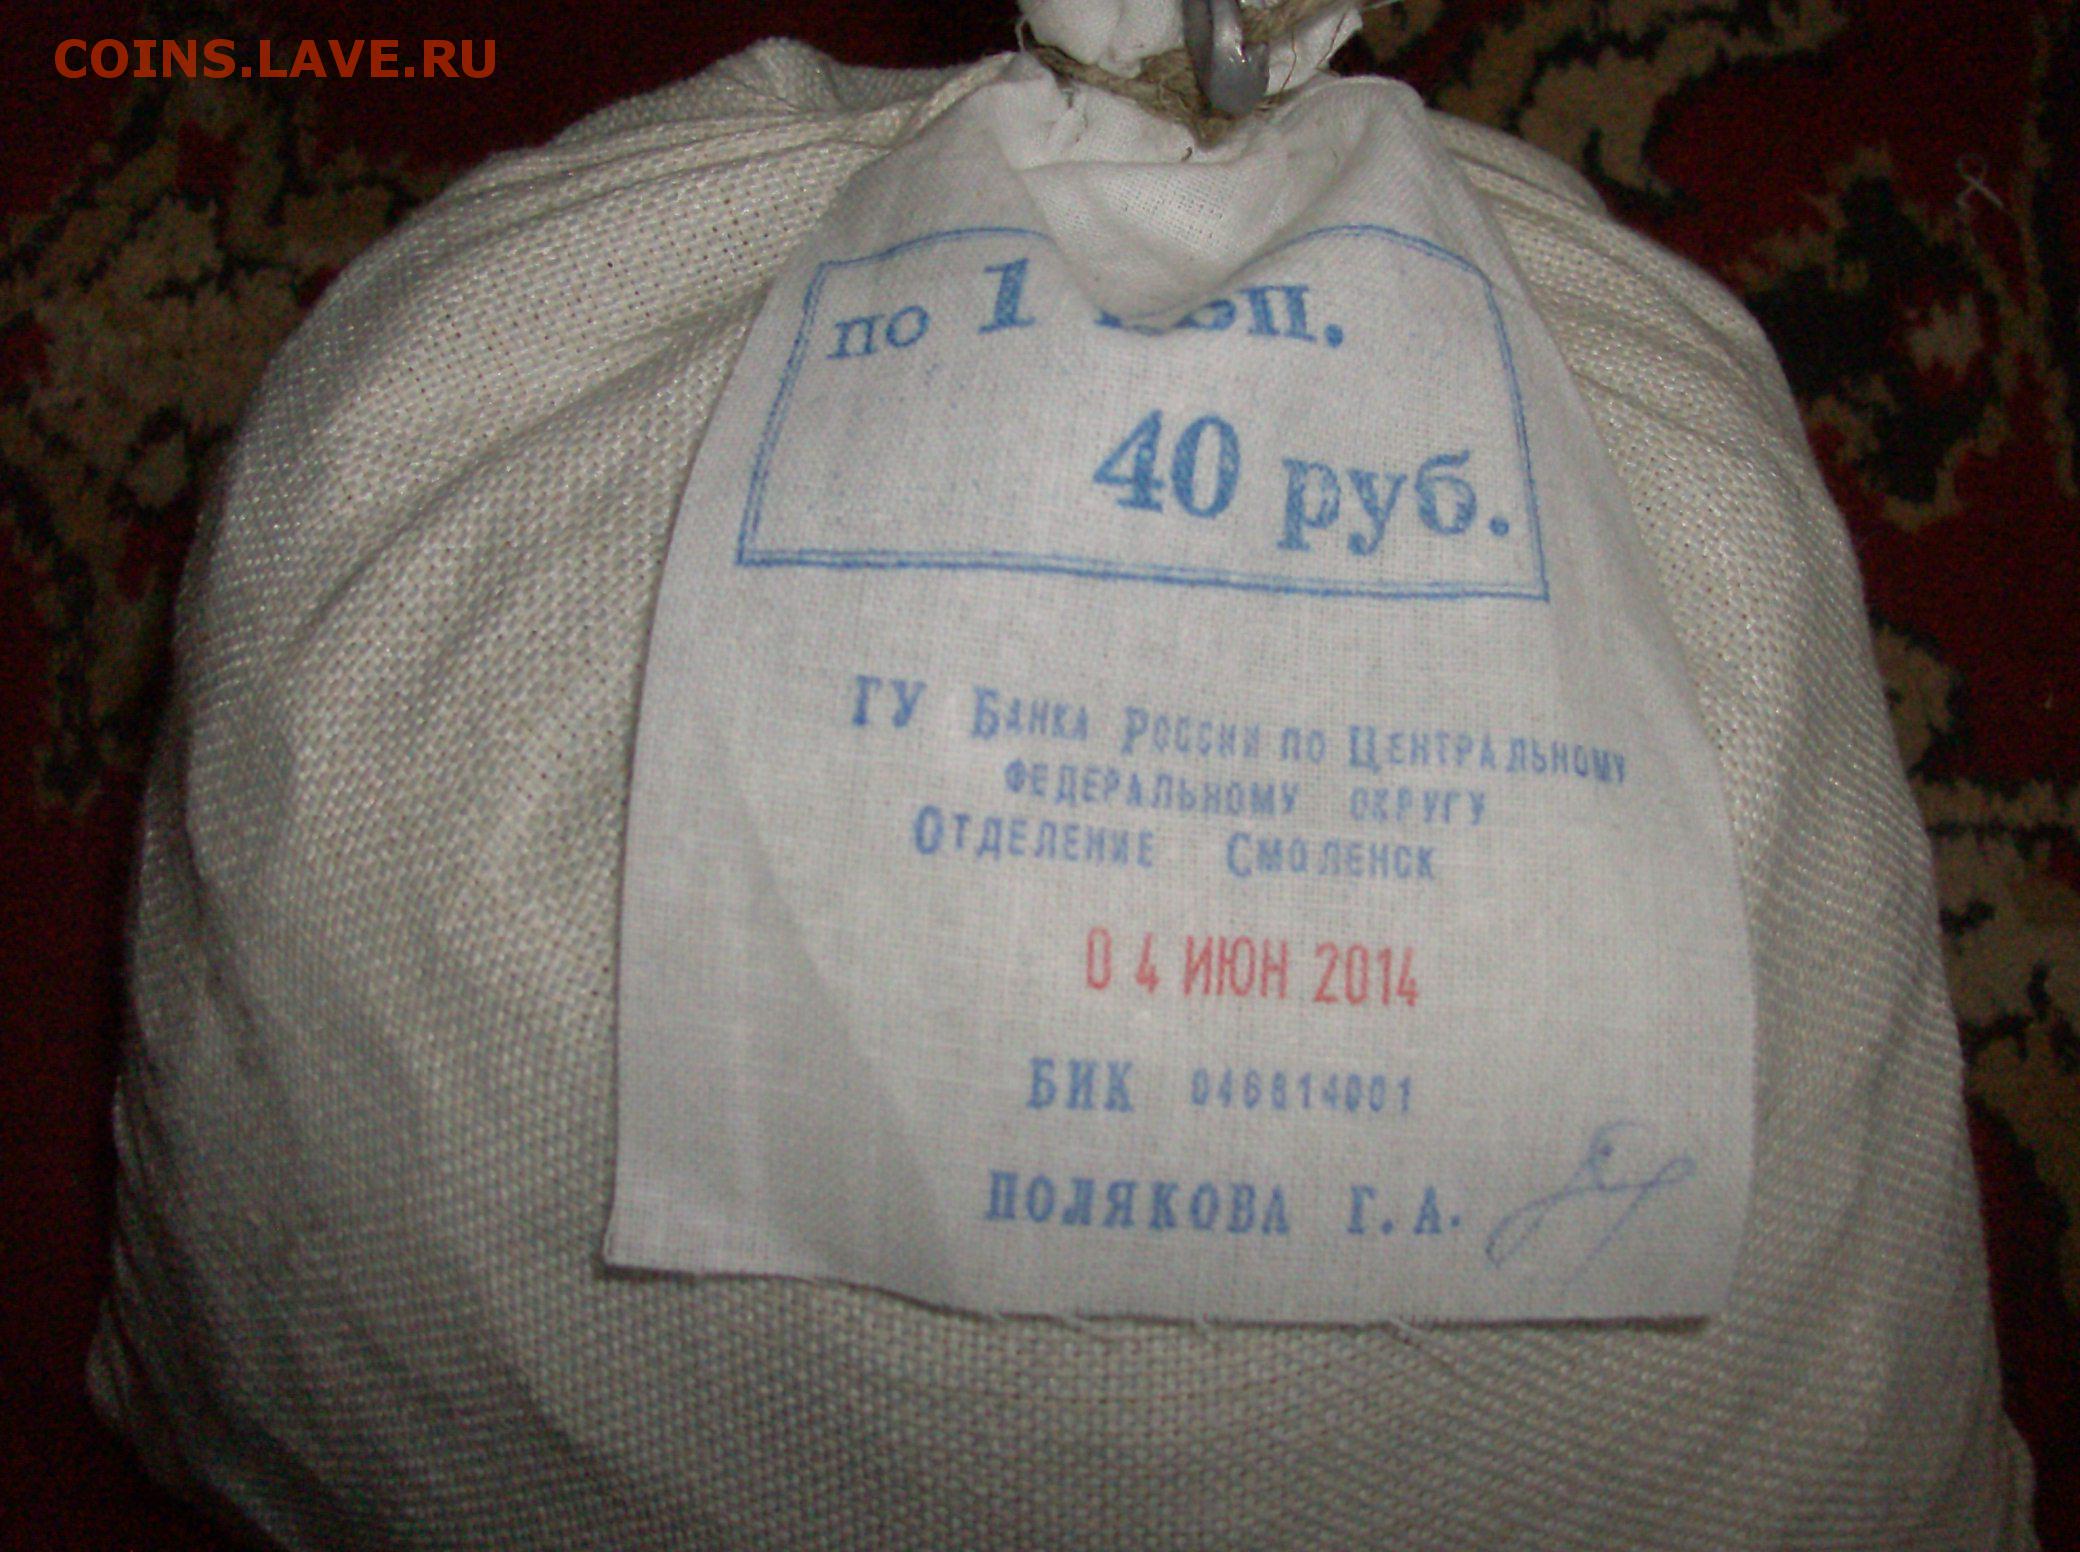 COINS.LAVE.RU
по 1 коп.
40 руб.
ГУ Банка России по Центральному
федеральному округу
Отделение Смоленск
04 ИЮН 2014
БИК 046614001
ПОЛЯКОВА Г.А.